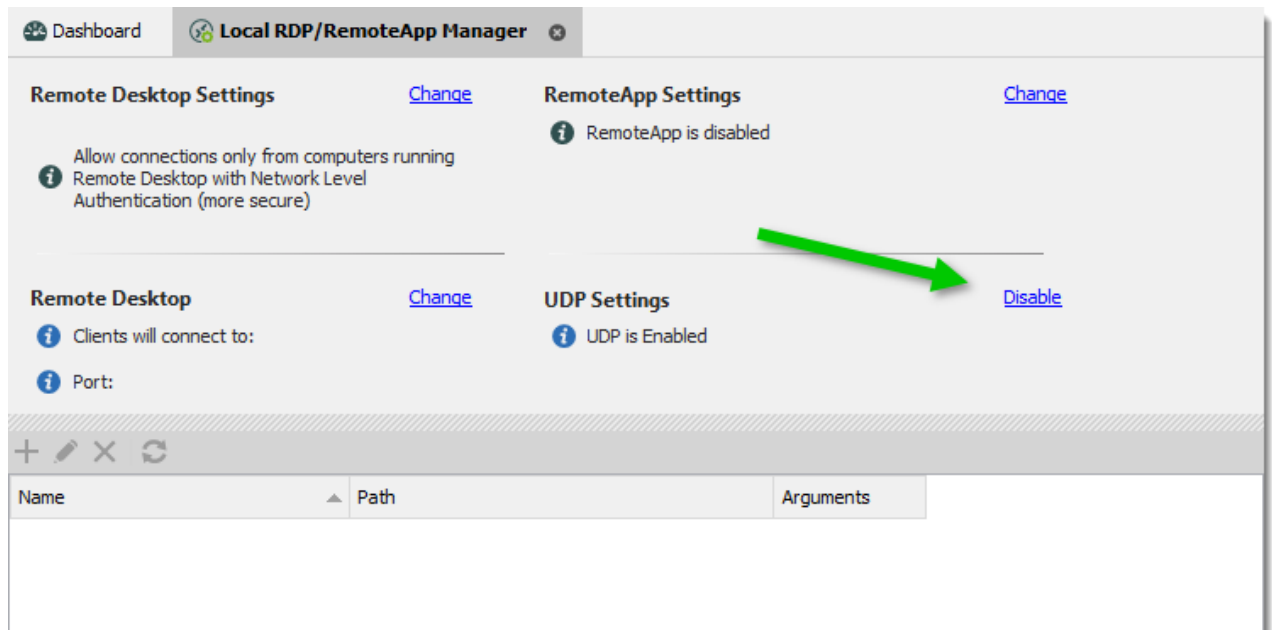 Dashboard
Local RDP/RemoteApp Manager
Remote Desktop Settings
Change
Allow connections only from computers running
Remote Desktop with Network Level
Authentication (more secure)
RemoteApp Settings
Change
RemoteApp is disabled
Remote Desktop
Change
Clients will connect to:
Port:
UDP Settings
Disable
UDP is Enabled
Name
Path
Arguments